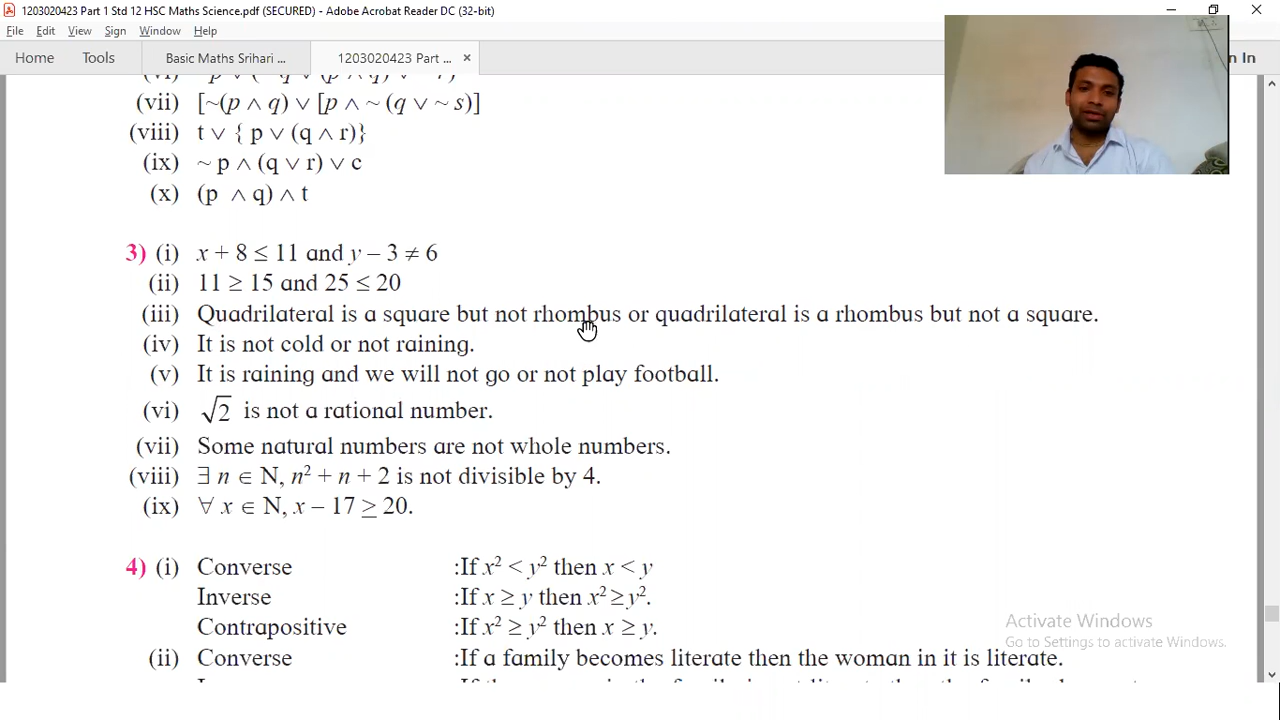 1203020423 Part 1 Std 12 HSC Maths Science.pdf (SECURED) - Adobe Acrobat Reader DC (32-bit)
File Edit View Sign Window Help
Home Tools Basic Maths Srihari ... 1203020423 Part ... × In
(vii) [~(p ∧ q) ∨ [p ∧ ~ (q ∨ ~ s)]
(viii) t ∨ { p ∨ (q ∧ r)}
(ix) ~ p ∧ (q ∨ r) ∨ c
(x) (p ∧ q) ∧ t
3) (i) x + 8 ≤ 11 and y – 3 ≠ 6
(ii) 11 ≥ 15 and 25 ≤ 20
(iii) Quadrilateral is a square but not rhombus or quadrilateral is a rhombus but not a square.
(iv) It is not cold or not raining.
(v) It is raining and we will not go or not play football.
(vi) √2 is not a rational number.
(vii) Some natural numbers are not whole numbers.
(viii) ∃ n ∈ N, n² + n + 2 is not divisible by 4.
(ix) ∀ x ∈ N, x – 17 ≥ 20.
4) (i) Converse :If x² < y² then x < y
Inverse :If x ≥ y then x² ≥ y².
Contrapositive :If x² ≥ y² then x ≥ y.
(ii) Converse :If a family becomes literate then the woman in it is literate.
Activate Windows
Go to Settings to activate Windows.